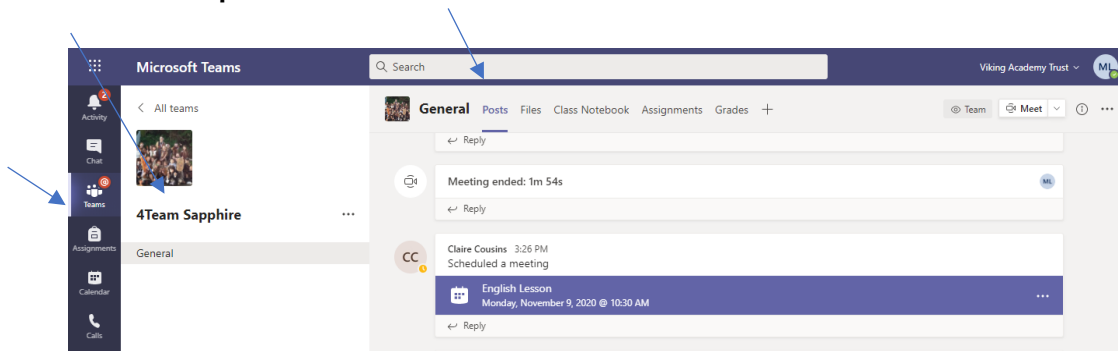 Microsoft Teams
Search
Viking Academy Trust
ML
2
Activity
Chat
@
Teams
Assignments
Calendar
Calls
All teams
4Team Sapphire
General
General Posts Files Class Notebook Assignments Grades
Team Meet
Reply
Meeting ended: 1m 54s
ML
Reply
CC
Claire Cousins 3:26 PM
Scheduled a meeting
English Lesson
Monday, November 9, 2020 @ 10:30 AM
Reply